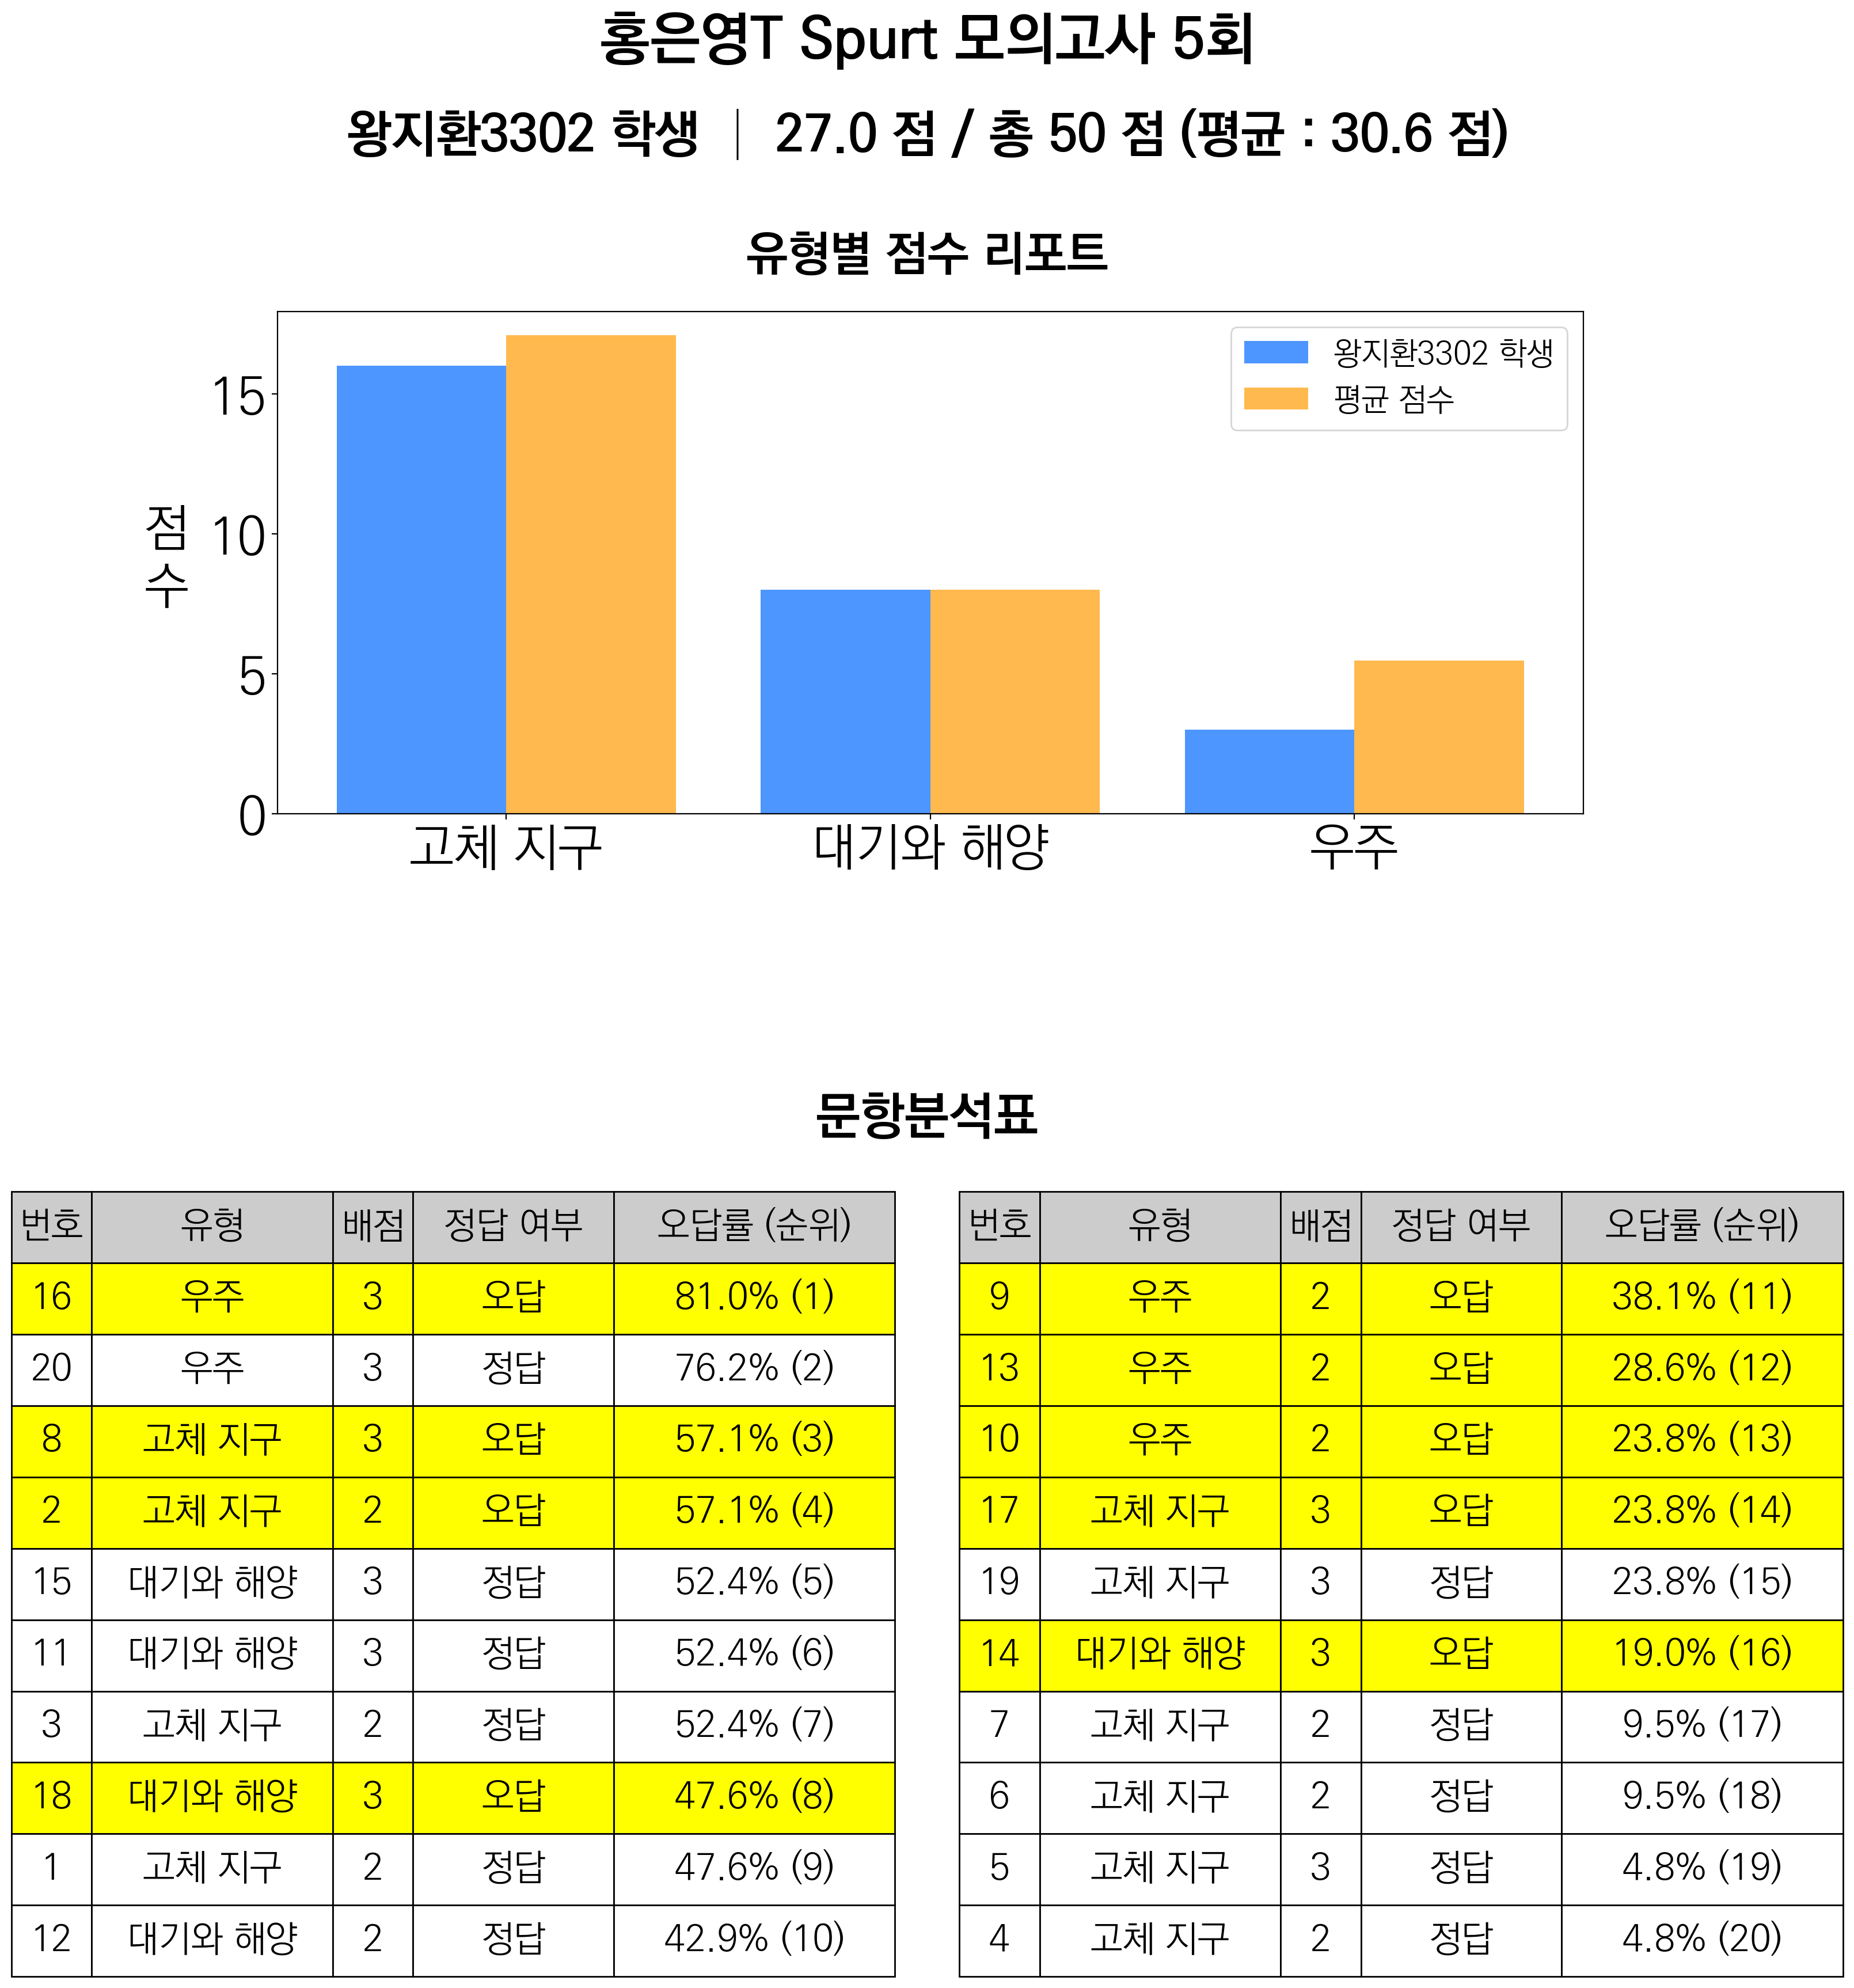 홍은영T Spurt 모의고사 5회
왕지환3302 학생 │ 27.0 점 / 총 50 점 (평균 : 30.6 점)
유형별 점수 리포트
왕지환3302 학생
평균 점수
점
수
15
10
5
0
고체 지구 대기와 해양 우주
문항분석표
번호 유형 배점 정답 여부 오답률 (순위)
16 우주 3 오답 81.0% (1)
20 우주 3 정답 76.2% (2)
8 고체 지구 3 오답 57.1% (3)
2 고체 지구 2 오답 57.1% (4)
15 대기와 해양 3 정답 52.4% (5)
11 대기와 해양 3 정답 52.4% (6)
3 고체 지구 2 정답 52.4% (7)
18 대기와 해양 3 오답 47.6% (8)
1 고체 지구 2 정답 47.6% (9)
12 대기와 해양 2 정답 42.9% (10)
번호 유형 배점 정답 여부 오답률 (순위)
9 우주 2 오답 38.1% (11)
13 우주 2 오답 28.6% (12)
10 우주 2 오답 23.8% (13)
17 고체 지구 3 오답 23.8% (14)
19 고체 지구 3 정답 23.8% (15)
14 대기와 해양 3 오답 19.0% (16)
7 고체 지구 2 정답 9.5% (17)
6 고체 지구 2 정답 9.5% (18)
5 고체 지구 3 정답 4.8% (19)
4 고체 지구 2 정답 4.8% (20)